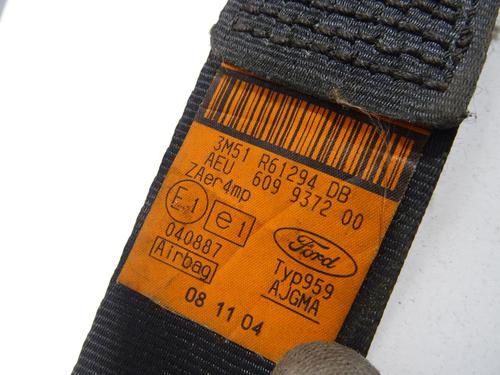 3M51 R61294 DB
AEU 609 9372 00
ZAer4mp
E1 e1
040887
Airbag
Ford
Typ959
AJGMA
08 11 04